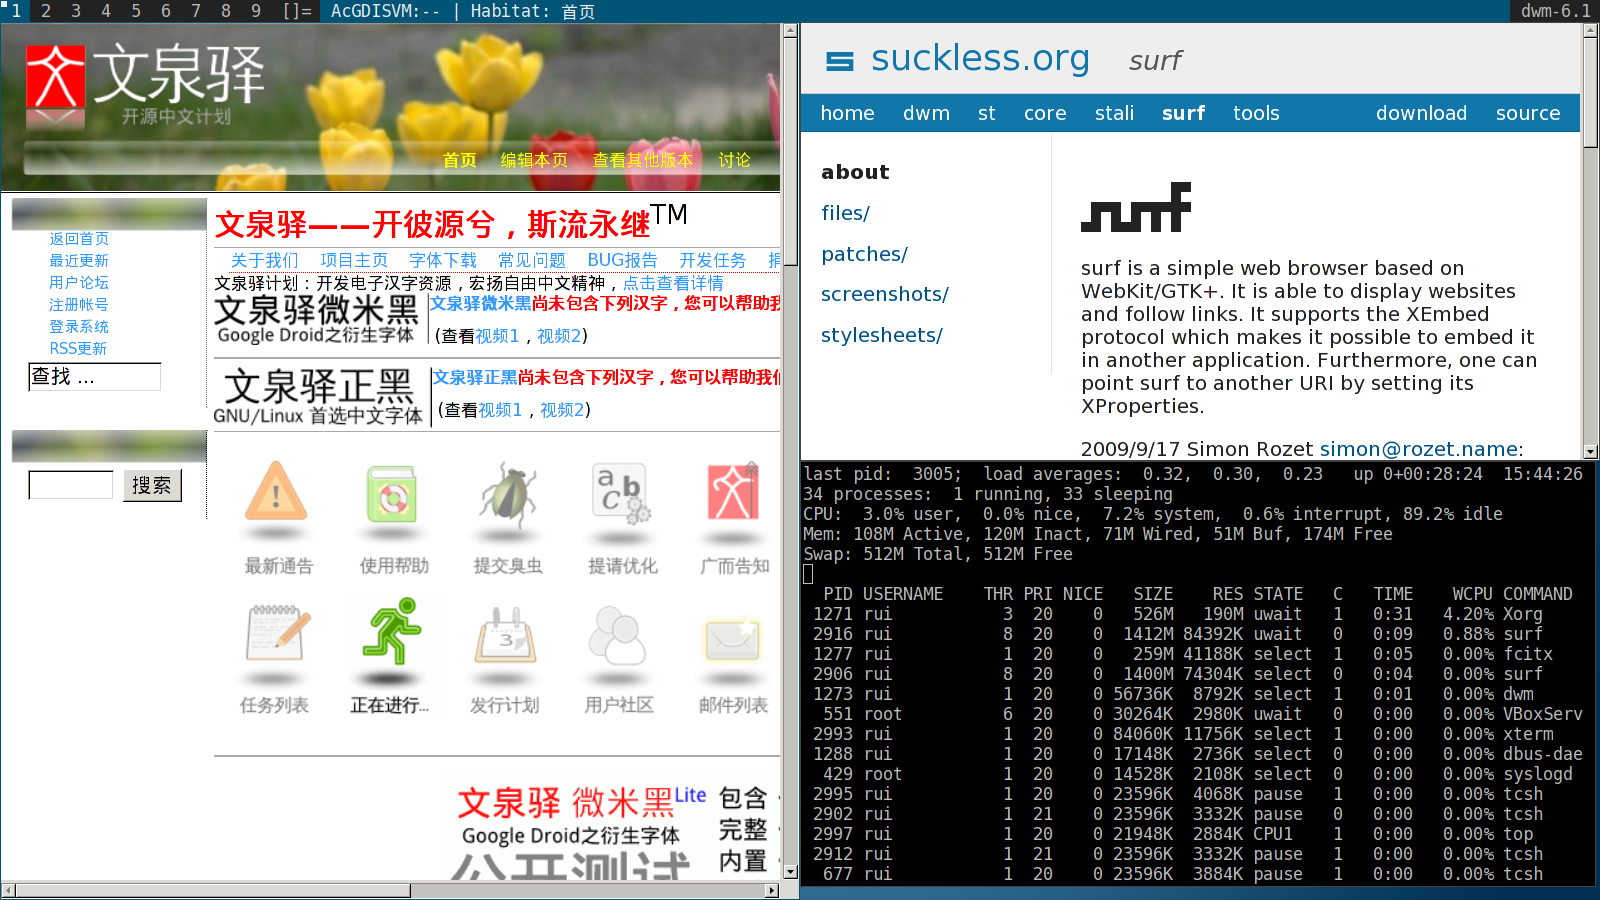 1 2 3 4 5 6 7 8 9 []= AcGDISVM:-- | Habitat: 首页 dwm-6.1
文泉驿
开源中文计划
首页 编辑本页 查看其他版本 讨论
返回首页
最近更新
用户论坛
注册帐号
登录系统
RSS更新
查找 ...
搜索
文泉驿——开彼源兮，斯流永继TM
关于我们 项目主页 字体下载 常见问题 BUG报告 开发任务
文泉驿计划：开发电子汉字资源，宏扬自由中文精神，点击查看详情
文泉驿微米黑
Google Droid之衍生字体
文泉驿微米黑尚未包含下列汉字，您可以帮助我
(查看视频1，视频2)
文泉驿正黑
GNU/Linux 首选中文字体
文泉驿正黑尚未包含下列汉字，您可以帮助我们
(查看视频1，视频2)
最新通告 使用帮助 提交臭虫 提请优化 广而告知
任务列表 正在进行... 发行计划 用户社区 邮件列表
文泉驿 微米黑Lite
Google Droid之衍生字体
公开测试
包含
完整
内置
suckless.org surf
home dwm st core stali surf tools download source
about
files/
patches/
screenshots/
stylesheets/
surf
surf is a simple web browser based on
WebKit/GTK+. It is able to display websites
and follow links. It supports the XEmbed
protocol which makes it possible to embed it
in another application. Furthermore, one can
point surf to another URI by setting its
XProperties.
2009/9/17 Simon Rozet simon@rozet.name:
last pid: 3005; load averages: 0.32, 0.30, 0.23 up 0+00:28:24 15:44:26
34 processes: 1 running, 33 sleeping
CPU: 3.0% user, 0.0% nice, 7.2% system, 0.6% interrupt, 89.2% idle
Mem: 108M Active, 120M Inact, 71M Wired, 51M Buf, 174M Free
Swap: 512M Total, 512M Free
PID USERNAME THR PRI NICE SIZE RES STATE C TIME WCPU COMMAND
1271 rui 3 20 0 526M 190M uwait 1 0:31 4.20% Xorg
2916 rui 8 20 0 1412M 84392K uwait 0 0:09 0.88% surf
1277 rui 1 20 0 259M 41188K select 1 0:05 0.00% fcitx
2906 rui 8 20 0 1400M 74304K select 0 0:04 0.00% surf
1273 rui 1 20 0 56736K 8792K select 1 0:01 0.00% dwm
551 root 6 20 0 30264K 2980K uwait 0 0:00 0.00% VBoxServ
2993 rui 1 20 0 84060K 11756K select 1 0:00 0.00% xterm
1288 rui 1 20 0 17148K 2736K select 0 0:00 0.00% dbus-dae
429 root 1 20 0 14528K 2108K select 0 0:00 0.00% syslogd
2995 rui 1 20 0 23596K 4068K pause 1 0:00 0.00% tcsh
2902 rui 1 21 0 23596K 3332K pause 0 0:00 0.00% tcsh
2997 rui 1 20 0 21948K 2884K CPU1 1 0:00 0.00% top
2912 rui 1 21 0 23596K 3332K pause 1 0:00 0.00% tcsh
677 rui 1 20 0 23596K 3884K pause 1 0:00 0.00% tcsh